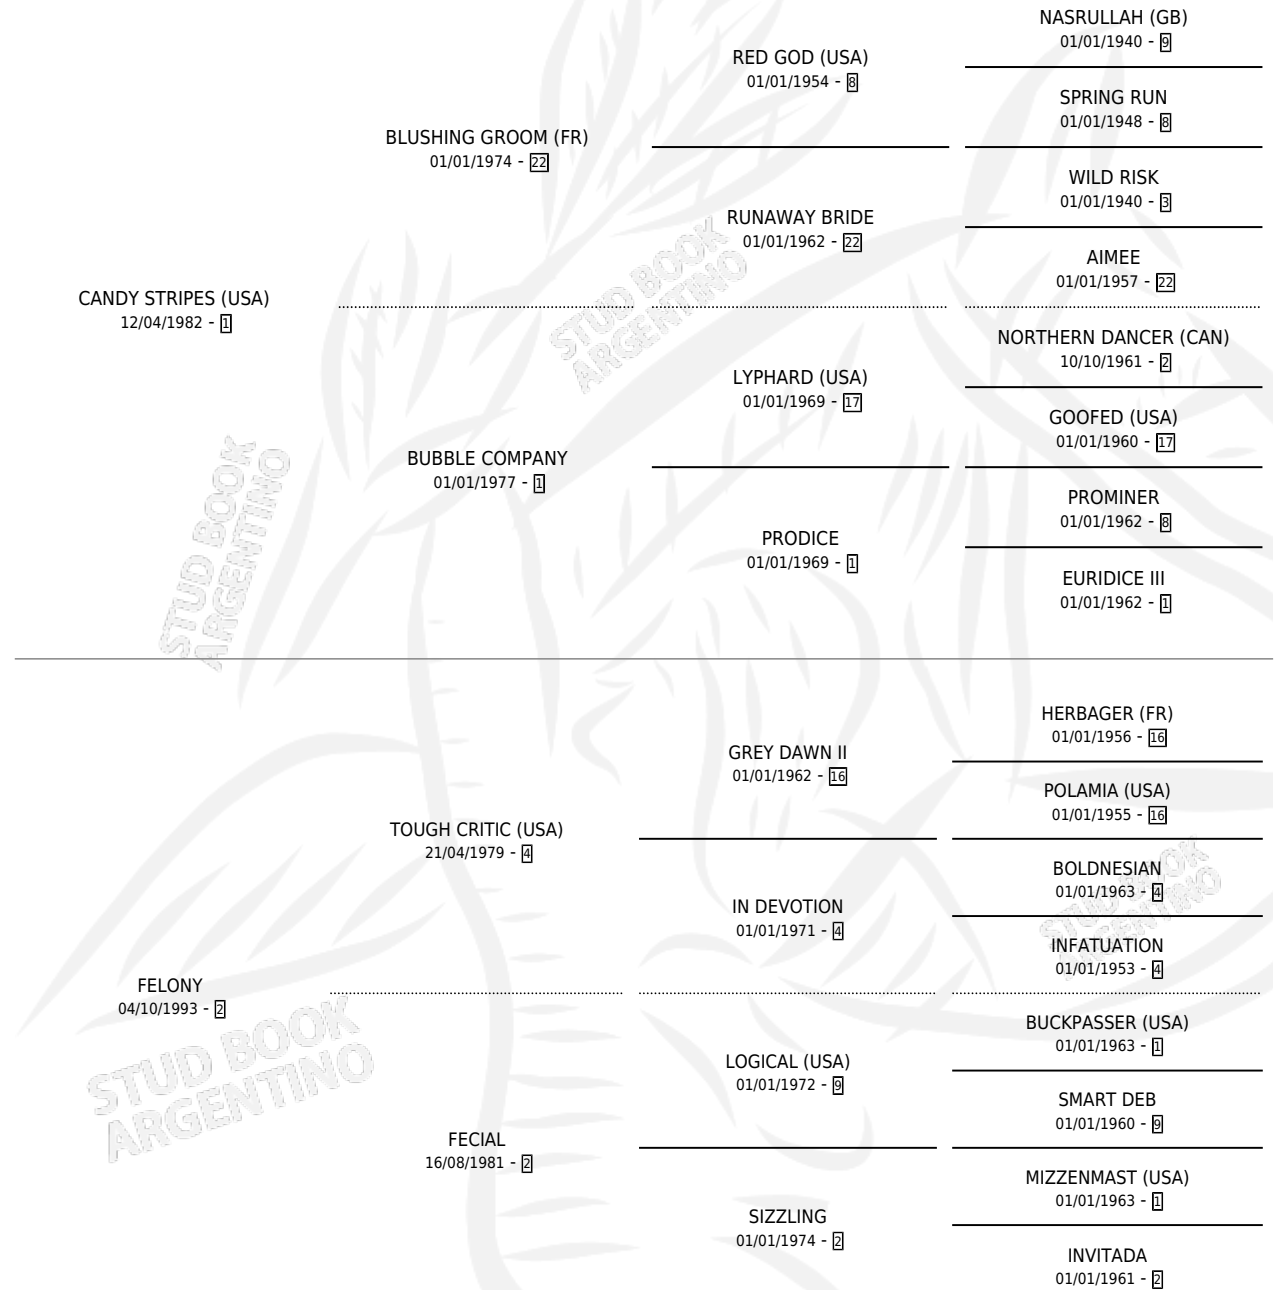 NASRULLAH (GB)
01/01/1940 - 9
RED GOD (USA)
01/01/1954 - 8
SPRING RUN
01/01/1948 - 8
BLUSHING GROOM (FR)
01/01/1974 - 22
WILD RISK
01/01/1940 - 3
RUNAWAY BRIDE
01/01/1962 - 22
AIMEE
01/01/1957 - 22
CANDY STRIPES (USA)
12/04/1982 - 1
NORTHERN DANCER (CAN)
10/10/1961 - 2
LYPHARD (USA)
01/01/1969 - 17
GOOFED (USA)
01/01/1960 - 17
BUBBLE COMPANY
01/01/1977 - 1
PROMINER
01/01/1962 - 8
PRODICE
01/01/1969 - 1
EURIDICE III
01/01/1962 - 1
HERBAGER (FR)
01/01/1956 - 16
GREY DAWN II
01/01/1962 - 16
POLAMIA (USA)
01/01/1955 - 16
TOUGH CRITIC (USA)
21/04/1979 - 4
BOLDNESIAN
01/01/1963 - 4
IN DEVOTION
01/01/1971 - 4
INFATUATION
01/01/1953 - 4
FELONY
04/10/1993 - 2
BUCKPASSER (USA)
01/01/1963 - 1
LOGICAL (USA)
01/01/1972 - 9
SMART DEB
01/01/1960 - 9
FECIAL
16/08/1981 - 2
MIZZENMAST (USA)
01/01/1963 - 1
SIZZLING
01/01/1974 - 2
INVITADA
01/01/1961 - 2
STUD BOOK
ARGENTINO
STUD BOOK
ARGENTINO
STUD BOOK
ARGENTINO
STUD BOOK
ARGENTINO